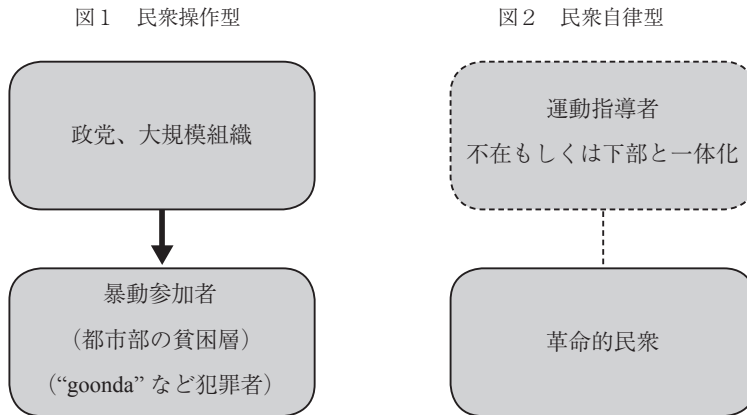 図１　民衆操作型
政党、大規模組織
暴動参加者
（都市部の貧困層）
（“goonda” など犯罪者）
図２　民衆自律型
運動指導者
不在もしくは下部と一体化
革命的民衆